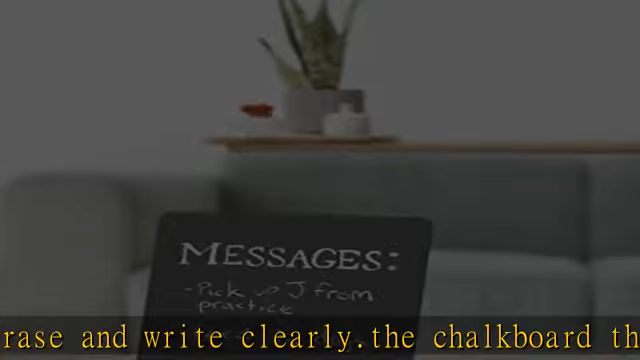 MESSAGES:
- Pick up J from
practice
rase and write clearly.the chalkboard th